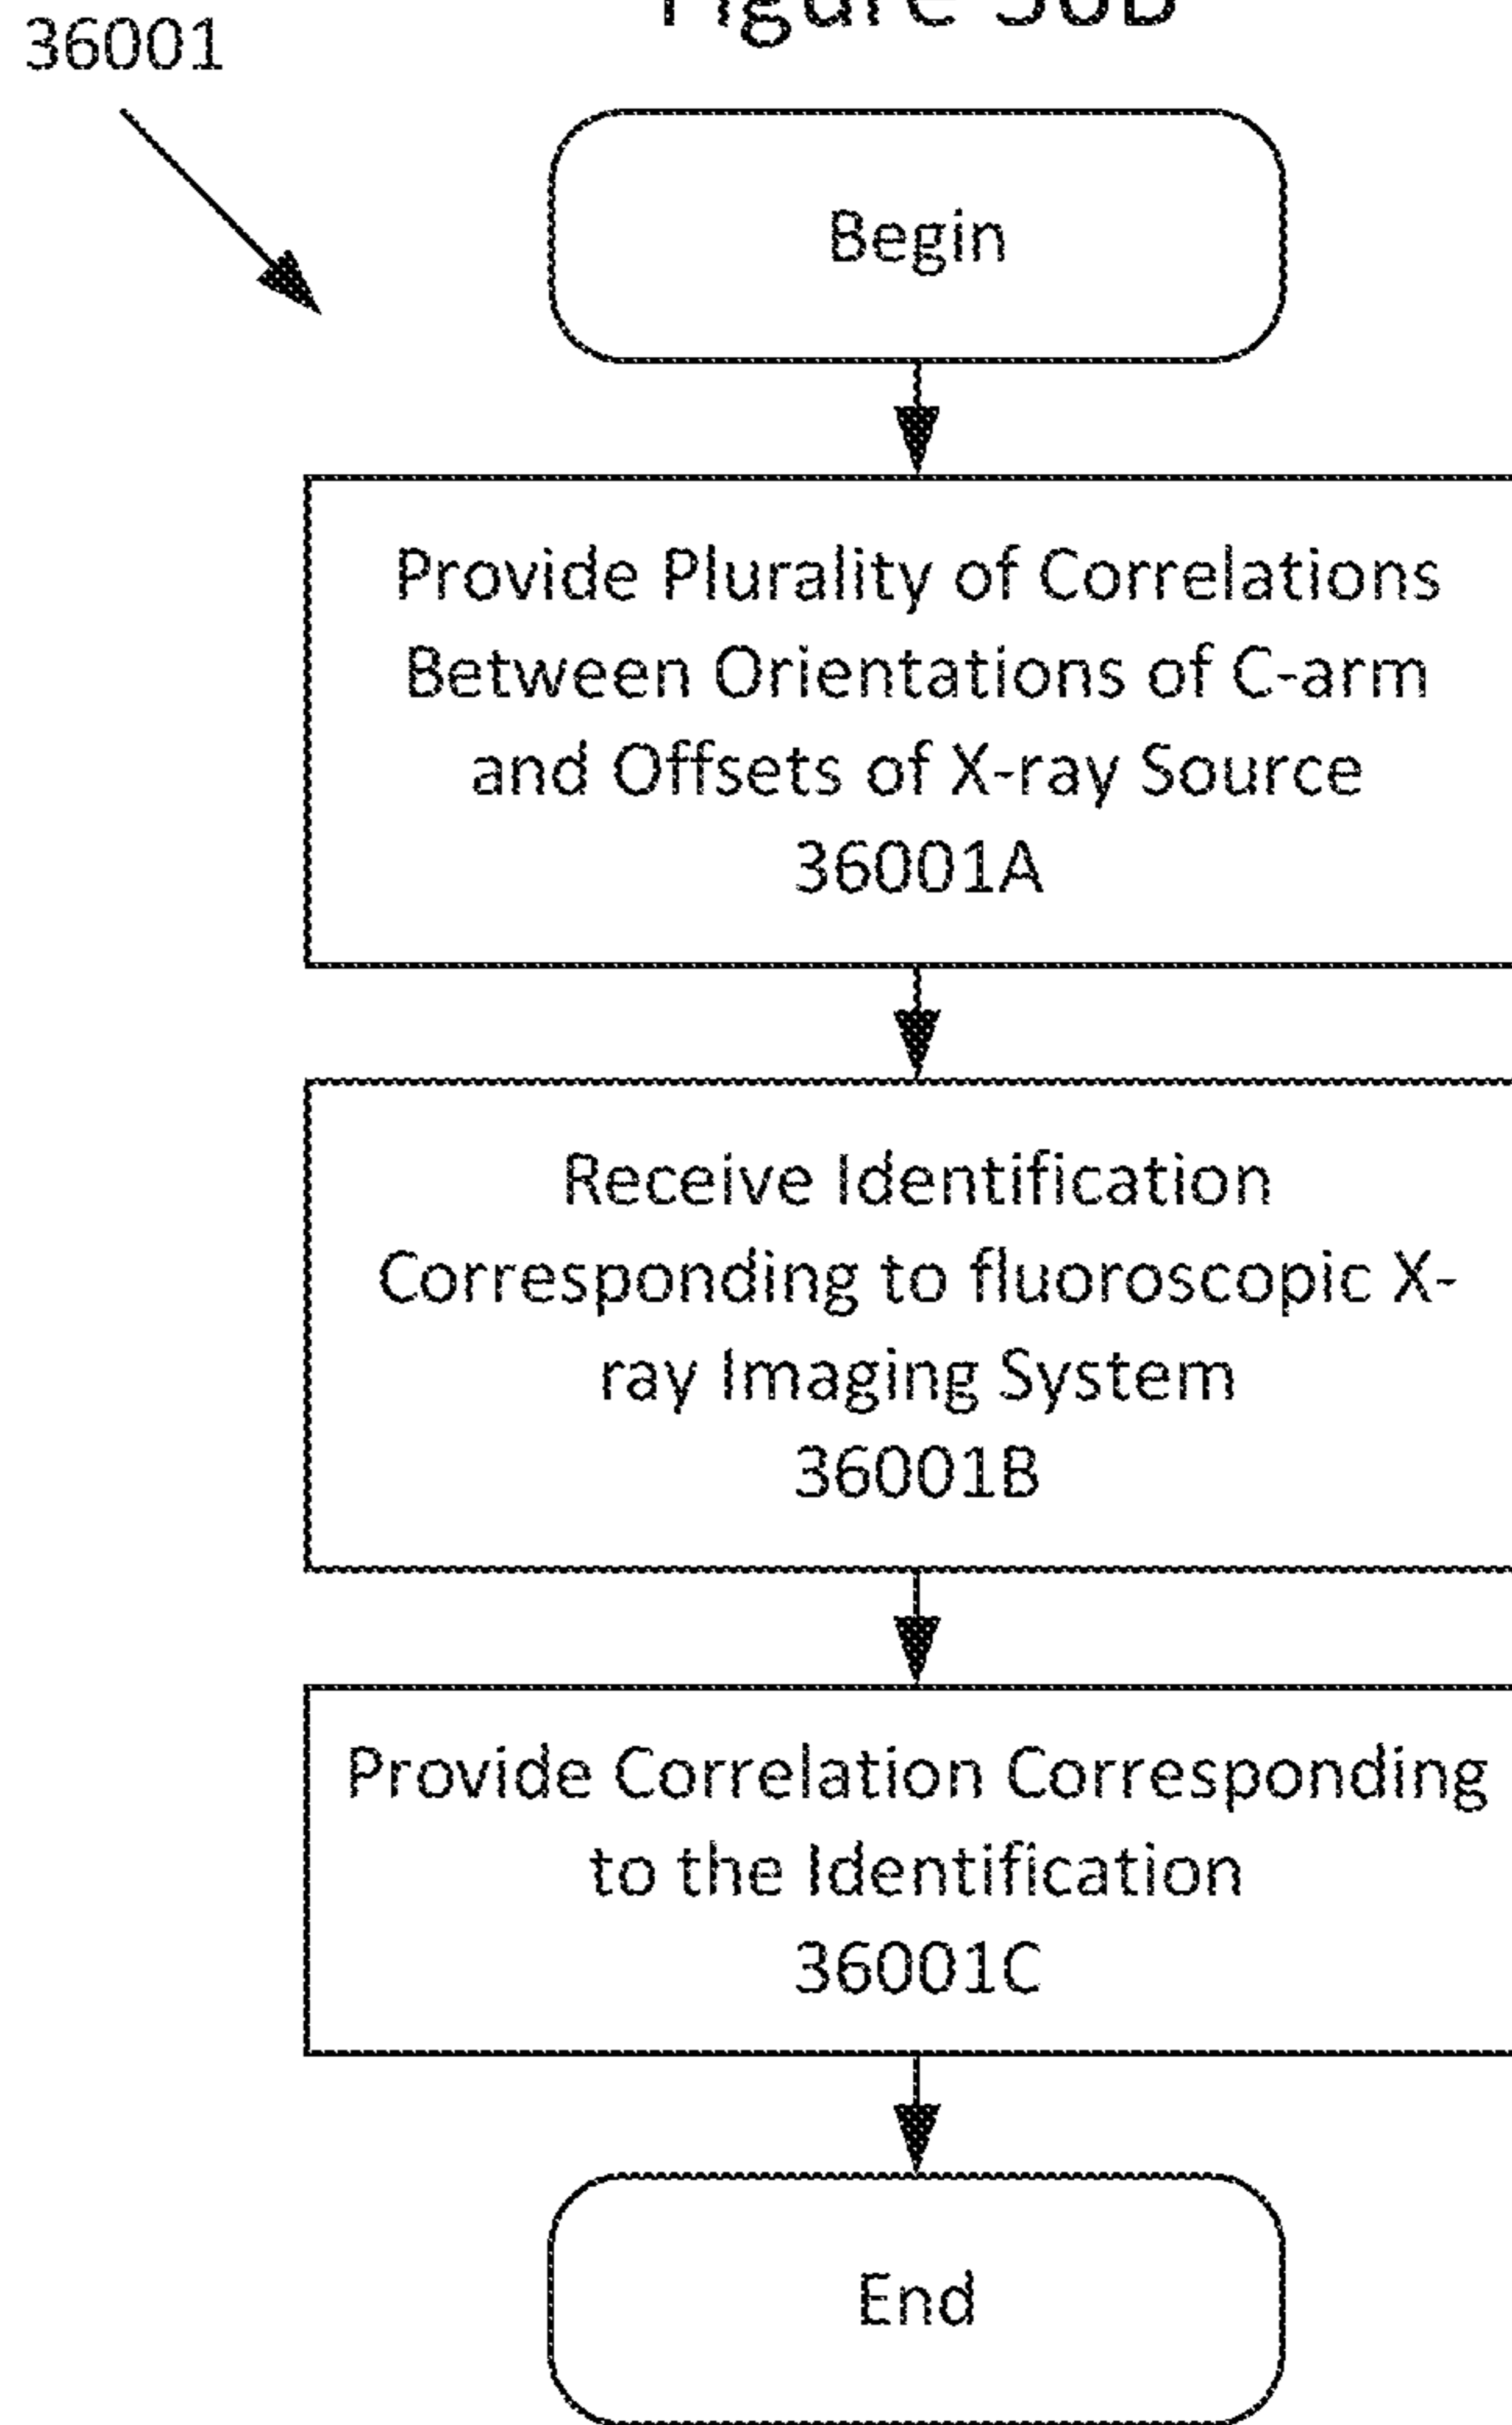 36001
Begin
Provide Plurality of Correlations
Between Orientations of C-arm
and Offsets of X-ray Source
36001A
Receive Identification
Corresponding to fluoroscopic X-
ray Imaging System
36001B
Provide Correlation Corresponding
to the Identification
36001C
End